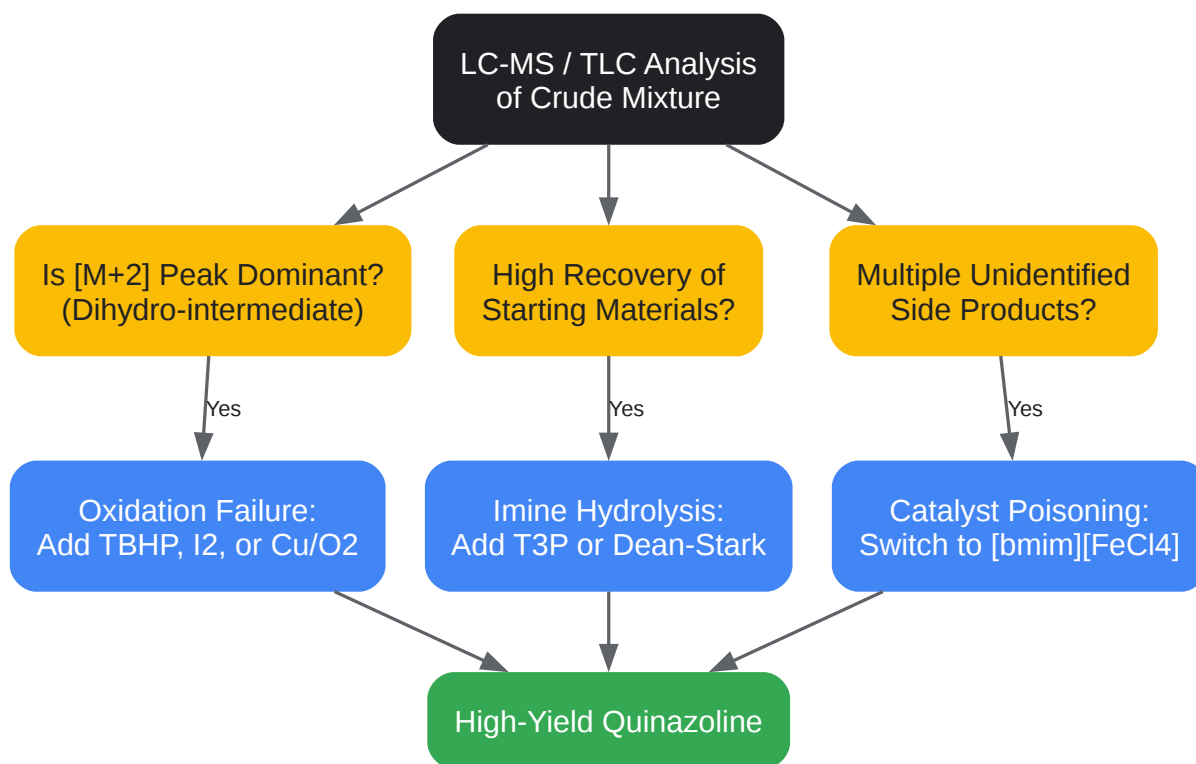 LC-MS / TLC Analysis
of Crude Mixture
Is [M+2] Peak Dominant?
(Dihydro-intermediate)
High Recovery of
Starting Materials?
Multiple Unidentified
Side Products?
Yes
Yes
Yes
Oxidation Failure:
Add TBHP, I2, or Cu/O2
Imine Hydrolysis:
Add T3P or Dean-Stark
Catalyst Poisoning:
Switch to [bmim][FeCl4]
High-Yield Quinazoline